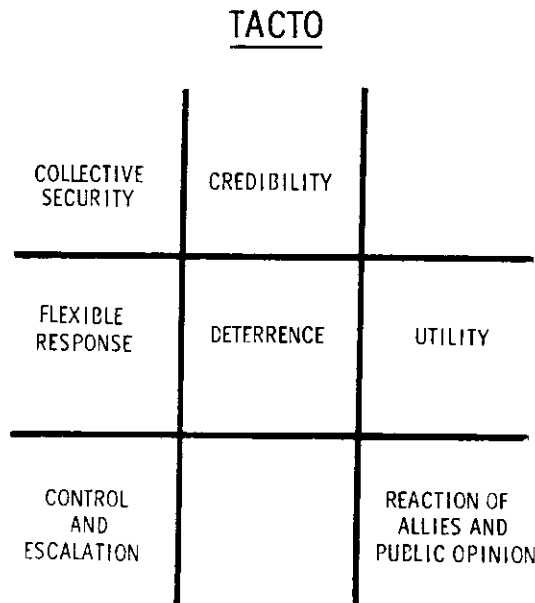 TACTO
COLLECTIVE
SECURITY
CREDIBILITY
FLEXIBLE
RESPONSE
DETERRENCE
UTILITY
CONTROL
AND
ESCALATION
REACTION OF
ALLIES AND
PUBLIC OPINION